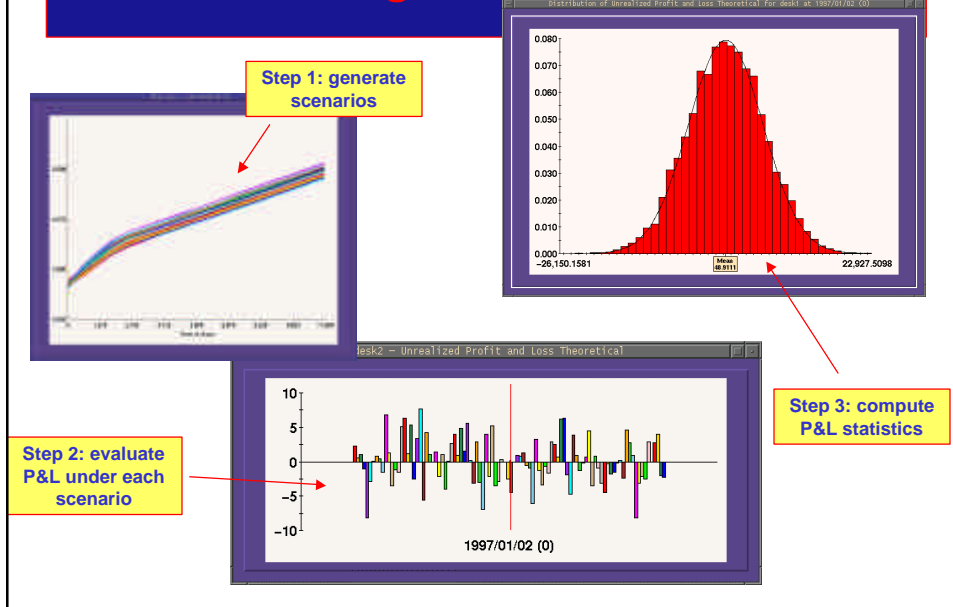 Distribution of Unrealized Profit and Loss Theoretical for desk1 at 1997/01/02 (0)
0.080
0.070
0.060
0.050
0.040
0.030
0.020
0.010
0.000
-26,150.1581
Mean
48.9111
22,927.5098
Step 1: generate
scenarios
desk2 - Unrealized Profit and Loss Theoretical
10
5
0
-5
-10
1997/01/02 (0)
Step 2: evaluate
P&L under each
scenario
Step 3: compute
P&L statistics